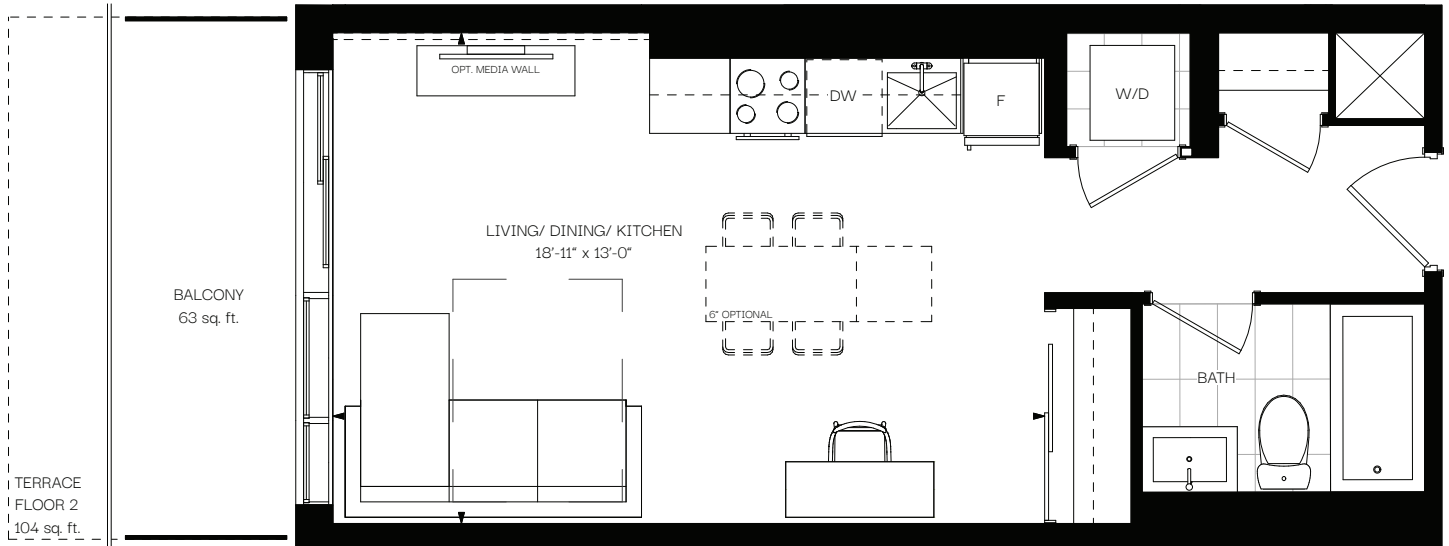 OPT. MEDIA WALL
DW
F
W/D
LIVING/ DINING/ KITCHEN
18'-11" x 13'-0"
BALCONY
63 sq. ft.
6" OPTIONAL
BATH
TERRACE
FLOOR 2
104 sq. ft.